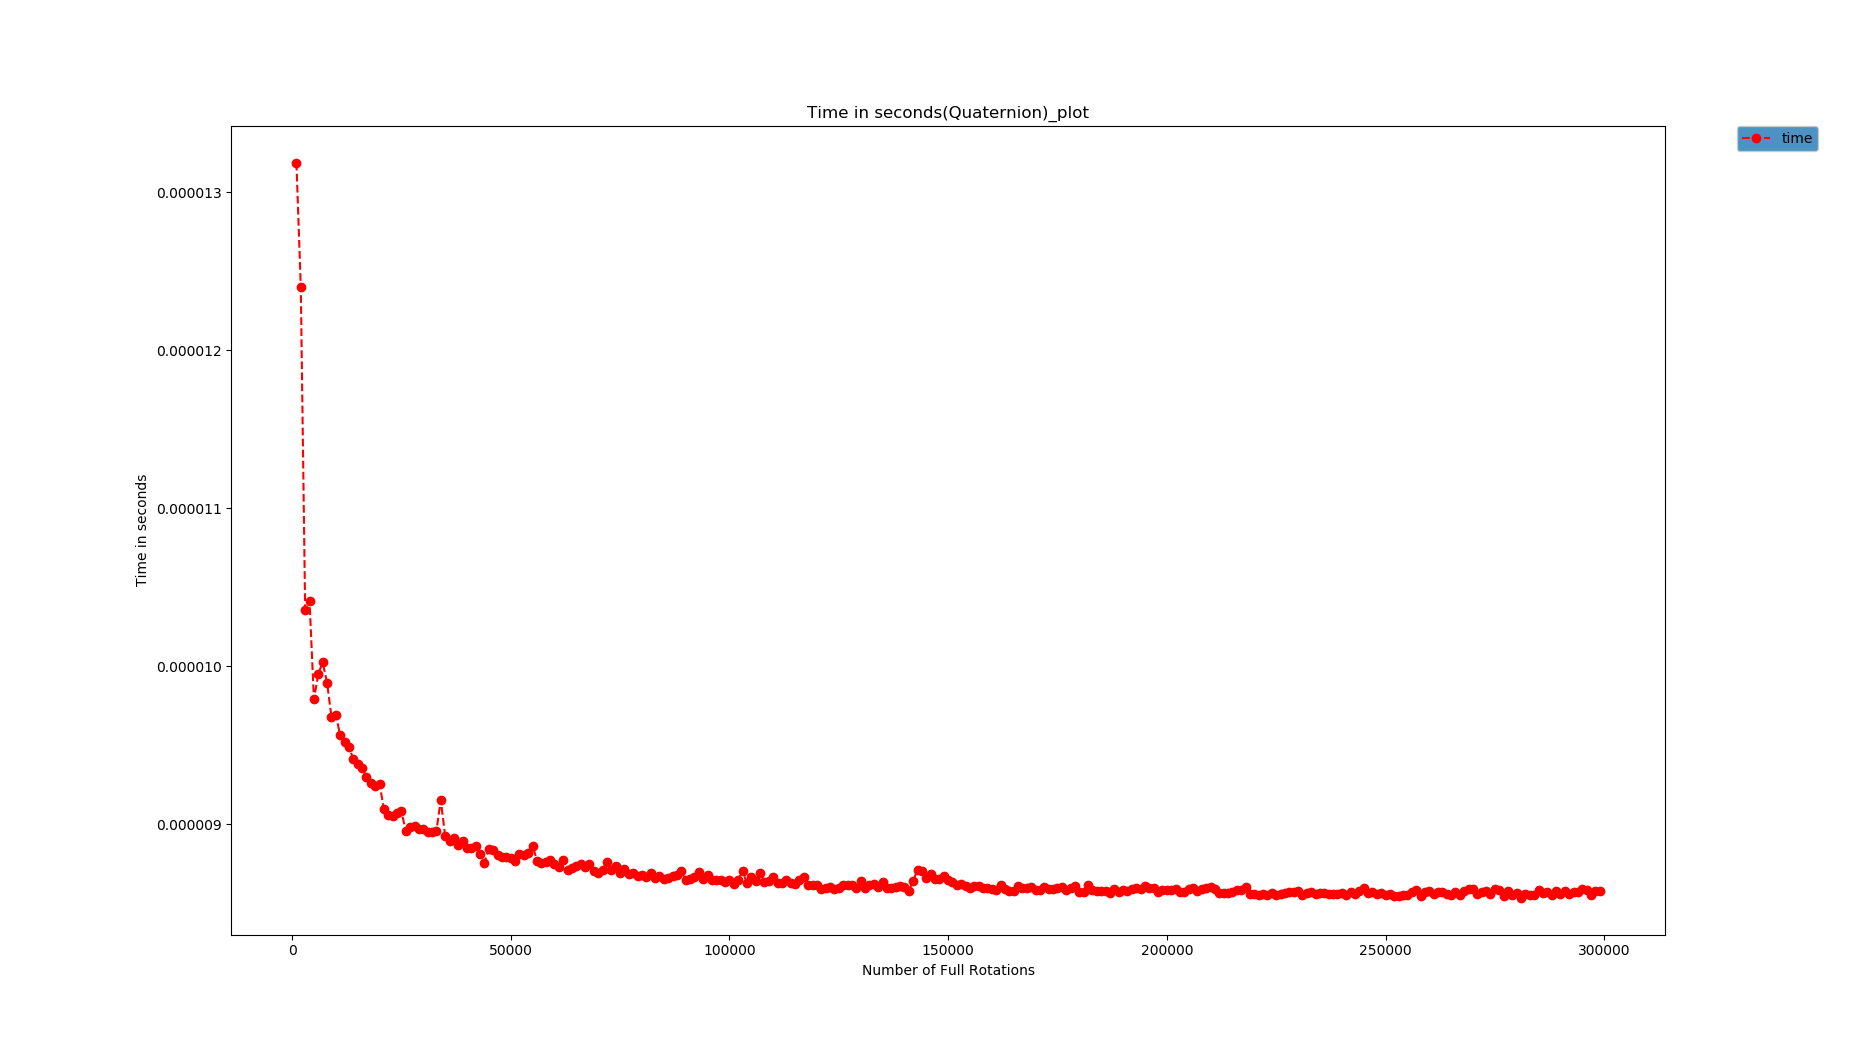 Time in seconds(Quaternion)_plot
time
0.000013
0.000012
0.000011
0.000010
0.000009
Time in seconds
0 50000 100000 150000 200000 250000 300000
Number of Full Rotations